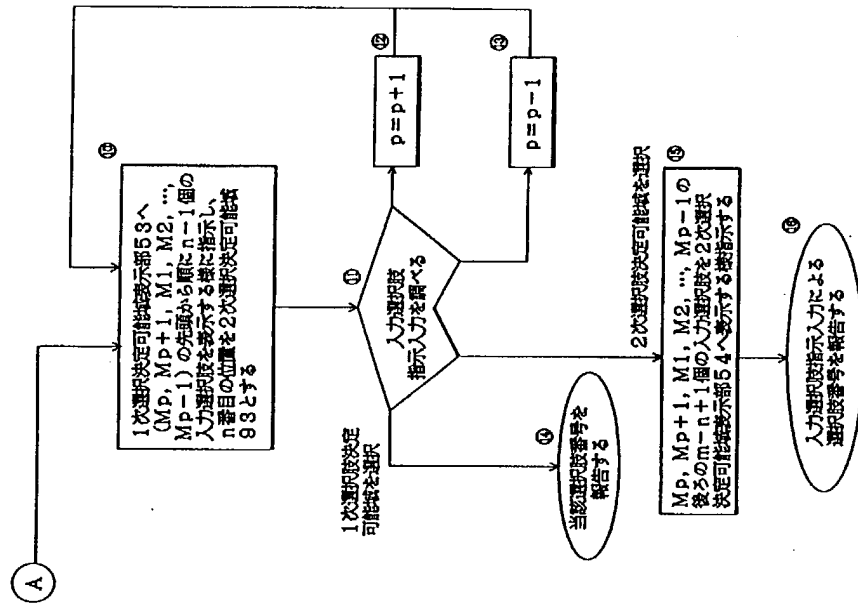 A
⑩
1次選択決定可能域表示部53へ
(Mp, Mp+1, M1, M2, …,
Mp-1) の先頭から順にn-1個の
入力選択肢を表示する様に指示し、
n番目の位置を2次選択決定可能域
93とする
⑪
入力選択肢
指示入力を調べる
p=p+1
⑫
p=p-1
⑬
1次選択肢決定
可能域を選択
⑭
当該選択肢番号を
報告する
2次選択肢決定可能域を選択
⑮
Mp, Mp+1, M1, M2, …, Mp-1の
後ろのm-n+1個の入力選択肢を2次選択
決定可能域表示部54へ表示する様指示する
⑯
入力選択肢指示入力による
選択肢番号を報告する